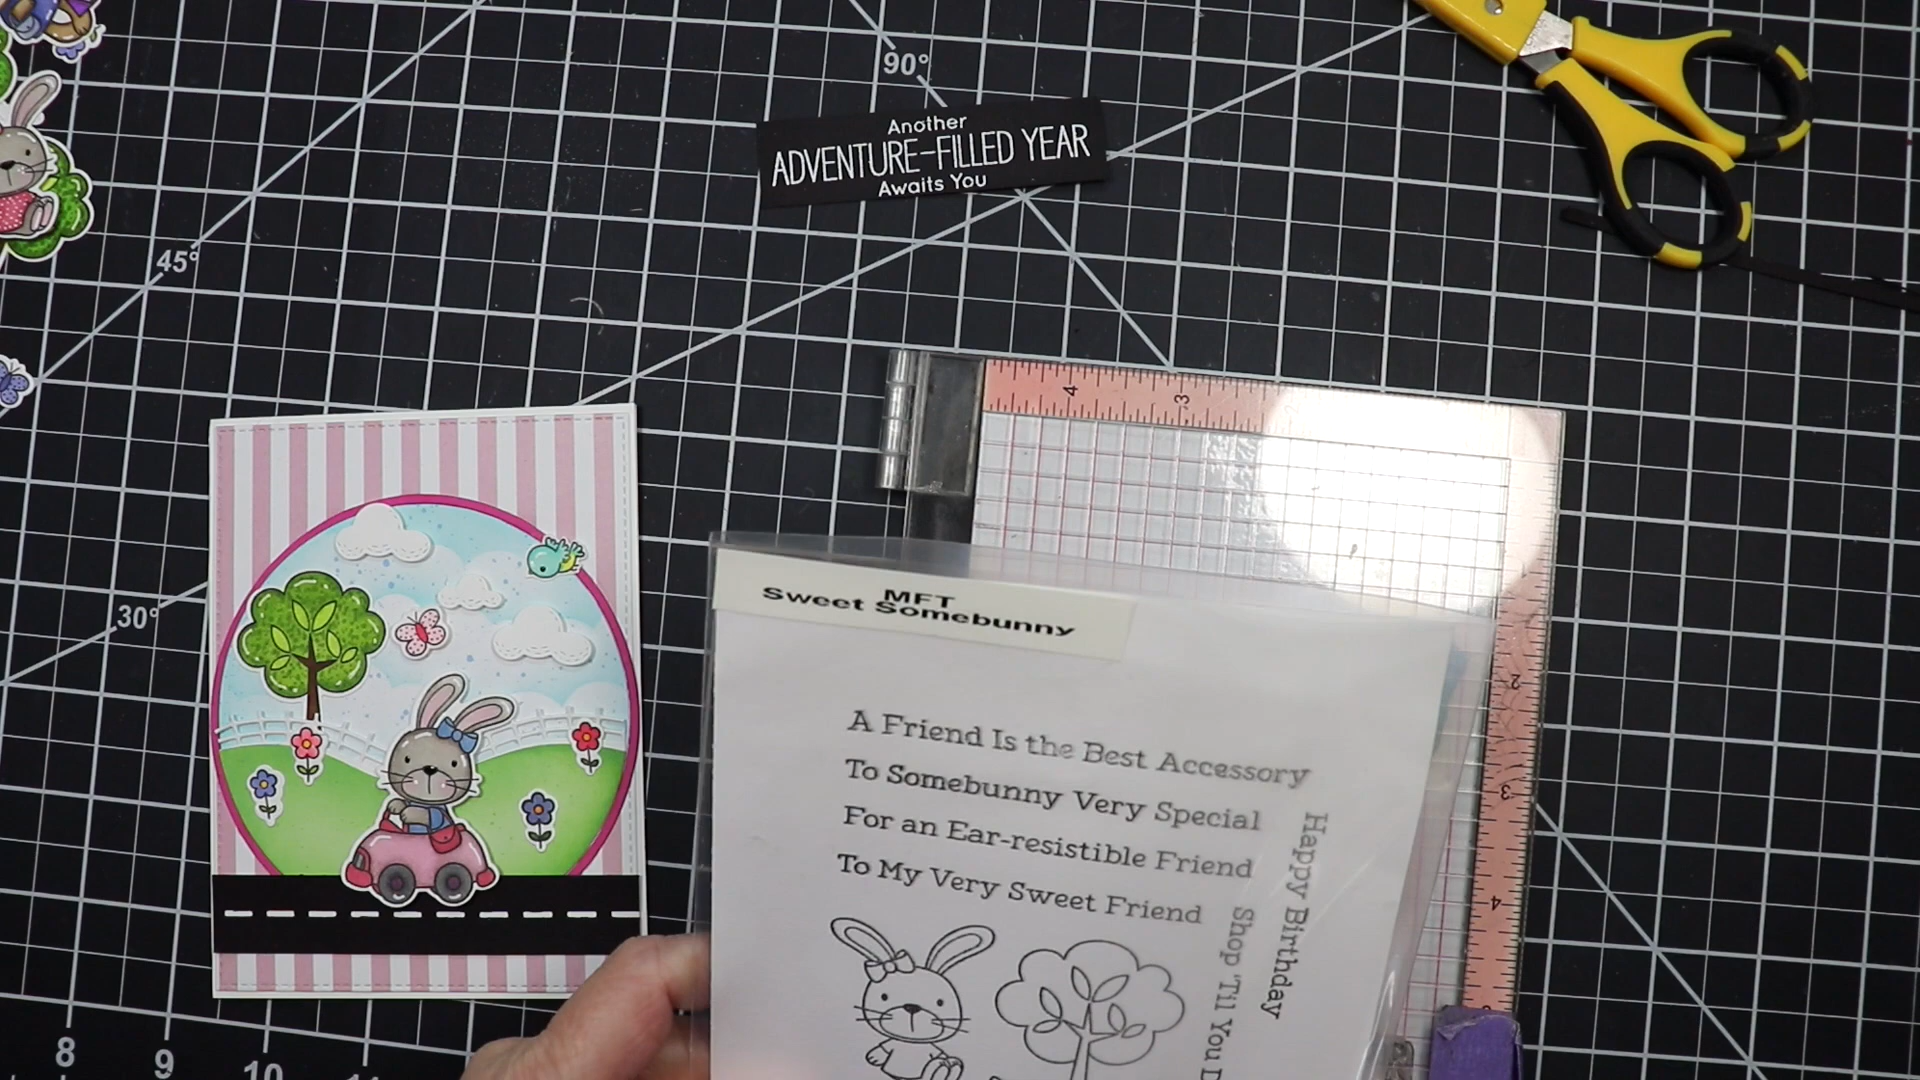 90°
Another
ADVENTURE-FILLED YEAR
Awaits You
45°
4
3
30°
MFT
Sweet Somebunny
A Friend Is the Best Accessory
To Somebunny Very Special
For an Ear-resistible Friend
To My Very Sweet Friend
Happy Birthday
Shop 'Til You D
2
3
4
8
9
10
11